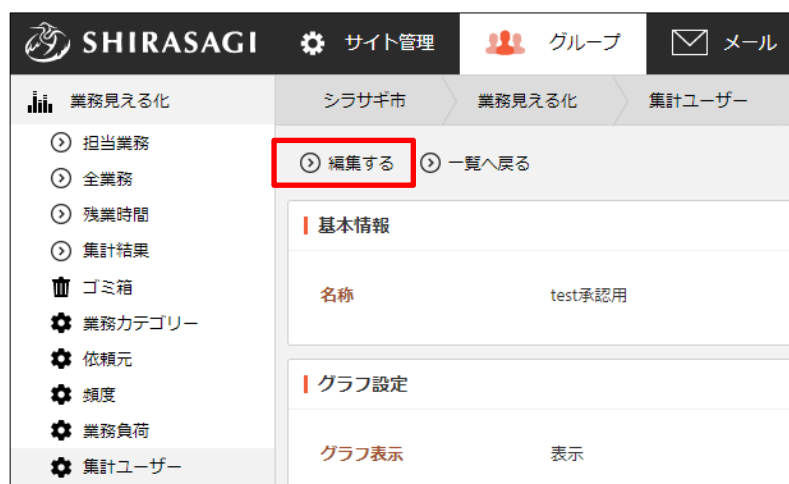 SHIRASAGI サイト管理 グループ メール
業務見える化
シラサギ市 業務見える化 集計ユーザー
担当業務
全業務
残業時間
集計結果
ゴミ箱
業務カテゴリー
依頼元
頻度
業務負荷
集計ユーザー
編集する 一覧へ戻る
基本情報
名称 test承認用
グラフ設定
グラフ表示 表示